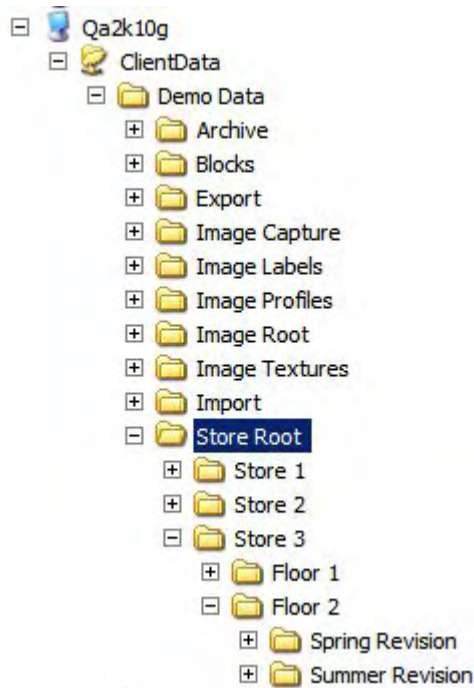 Qa2k10g
ClientData
Demo Data
Archive
Blocks
Export
Image Capture
Image Labels
Image Profiles
Image Root
Image Textures
Import
Store Root
Store 1
Store 2
Store 3
Floor 1
Floor 2
Spring Revision
Summer Revision